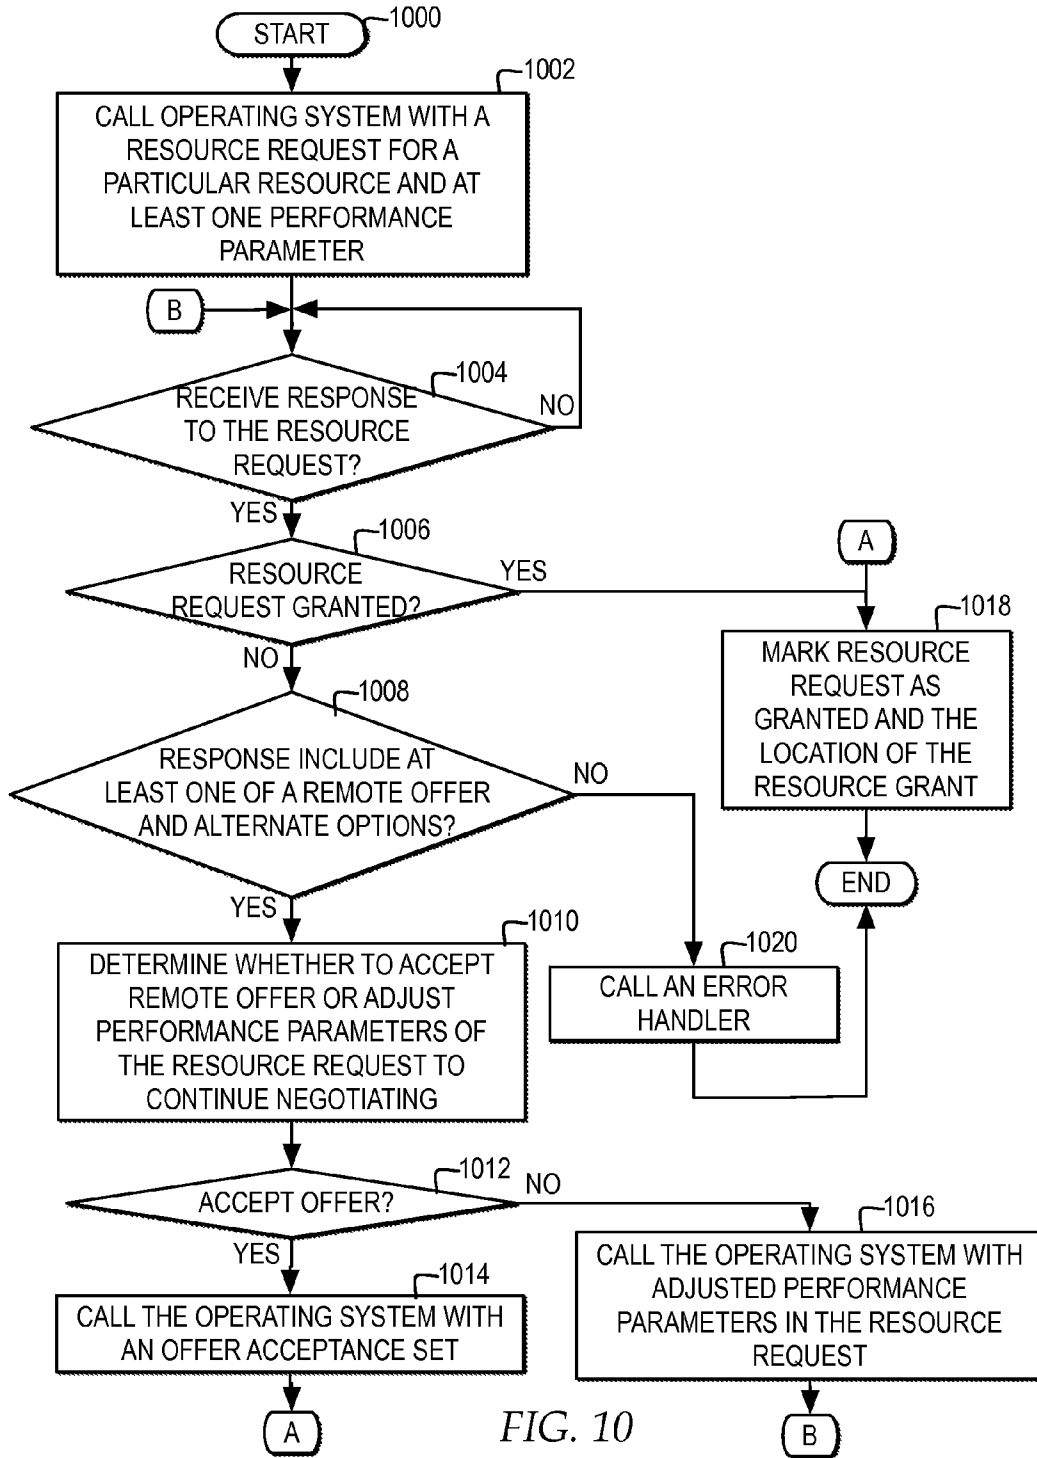 START
1000
1002
CALL OPERATING SYSTEM WITH A
RESOURCE REQUEST FOR A
PARTICULAR RESOURCE AND AT
LEAST ONE PERFORMANCE
PARAMETER
B
1004
RECEIVE RESPONSE
TO THE RESOURCE
REQUEST?
NO
YES
1006
RESOURCE
REQUEST GRANTED?
YES
A
NO
1018
MARK RESOURCE
REQUEST AS
GRANTED AND THE
LOCATION OF THE
RESOURCE GRANT
1008
RESPONSE INCLUDE AT
LEAST ONE OF A REMOTE OFFER
AND ALTERNATE OPTIONS?
NO
END
YES
1010
DETERMINE WHETHER TO ACCEPT
REMOTE OFFER OR ADJUST
PERFORMANCE PARAMETERS OF
THE RESOURCE REQUEST TO
CONTINUE NEGOTIATING
1020
CALL AN ERROR
HANDLER
1012
ACCEPT OFFER?
NO
YES
1014
CALL THE OPERATING SYSTEM WITH
AN OFFER ACCEPTANCE SET
1016
CALL THE OPERATING SYSTEM WITH
ADJUSTED PERFORMANCE
PARAMETERS IN THE RESOURCE
REQUEST
A
FIG. 10
B